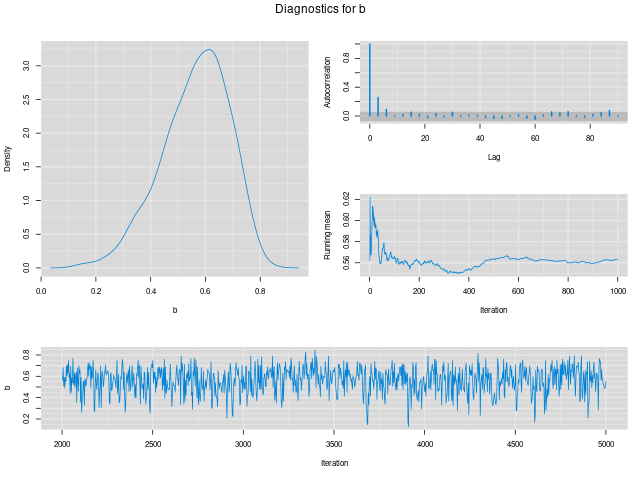 Diagnostics for b
Density
0.0 0.5 1.0 1.5 2.0 2.5 3.0
0.0 0.2 0.4 0.6 0.8
b
Autocorrelation
0.0 0.4 0.8
0 20 40 60 80
Lag
Running mean
0.56 0.58 0.60 0.62
0 200 400 600 800 1000
Iteration
b
0.2 0.4 0.6 0.8
2000 2500 3000 3500 4000 4500 5000
Iteration